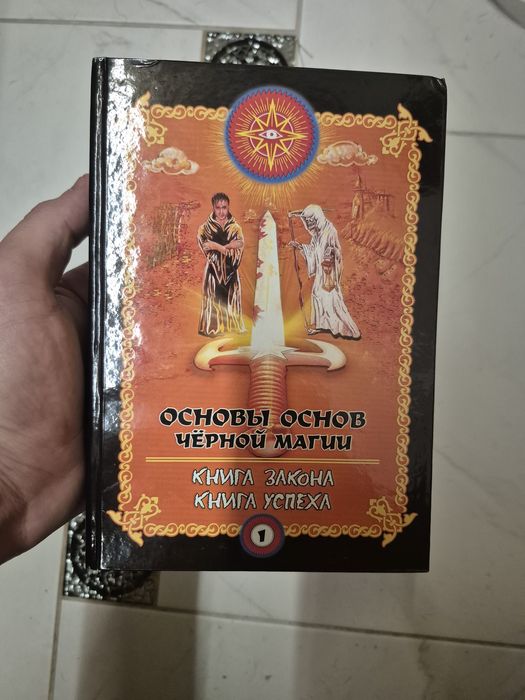 ОСНОВЫ ОСНОВ
ЧЁРНОЙ МАГИИ
КНИГА ЗАКОНА
КНИГА УСПЕХА
1